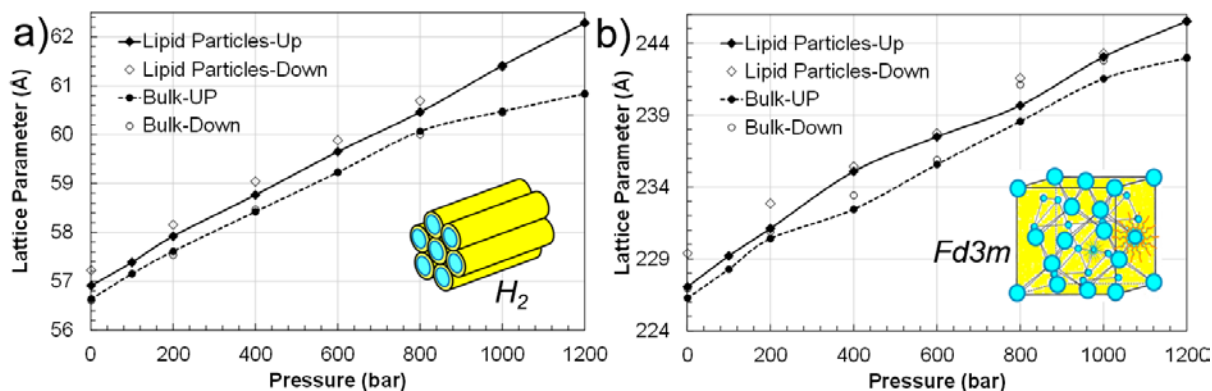 a)
Lattice Parameter (Å)
62
61
60
59
58
57
56
Lipid Particles-Up
Lipid Particles-Down
Bulk-UP
Bulk-Down
H2
0 200 400 600 800 1000 1200
Pressure (bar)
b)
Lattice Parameter (Å)
244
239
234
229
224
Lipid Particles-Up
Lipid Particles-Down
Bulk-UP
Bulk-Down
Fd3m
0 200 400 600 800 1000 120
Pressure (bar)